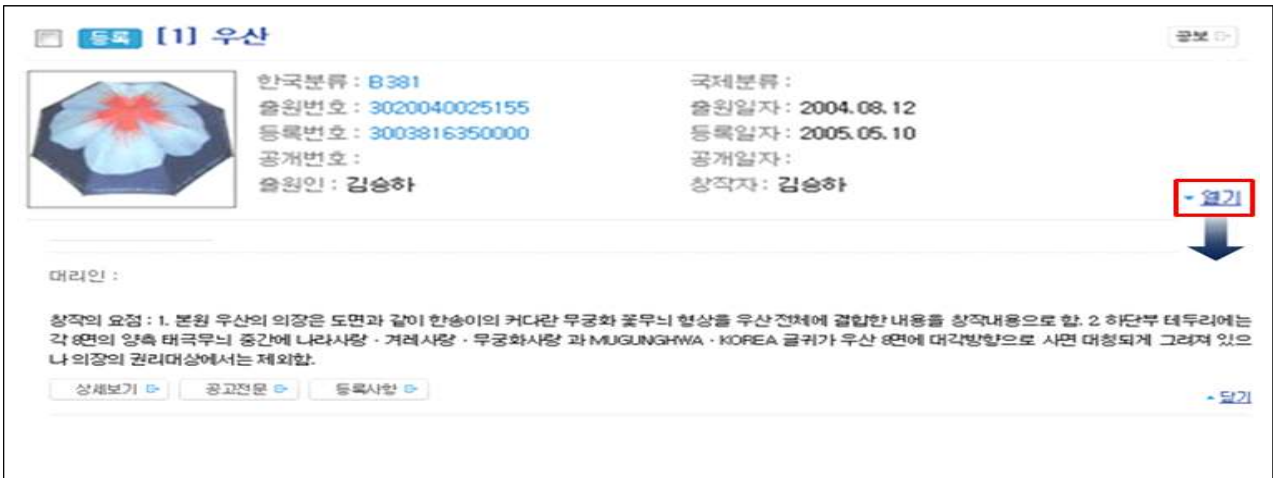 등록 [1] 우산
공보
한국분류 : B381
국제분류 :
출원번호 : 3020040025155
출원일자 : 2004.08.12
등록번호 : 3003816350000
등록일자 : 2005.05.10
공개번호 :
공개일자 :
출원인 : 김승하
창작자 : 김승하
열기
대리인 :
창작의 요점 : 1. 본원 우산의 의장은 도면과 같이 한송이의 커다란 무궁화 꽃무늬 형상을 우산 전체에 결합한 내용을 창작내용으로 함. 2 하단부 테두리에는
각 8면의 양측 태극무늬 중간에 나라사랑 · 겨레사랑 · 무궁화사랑 과 MUGUNGHWA · KOREA 글귀가 우산 8면에 대각방향으로 사면 대칭되게 그려져 있으
나 의장의 권리대상에서는 제외함.
상세보기 공고전문 등록사항
닫기